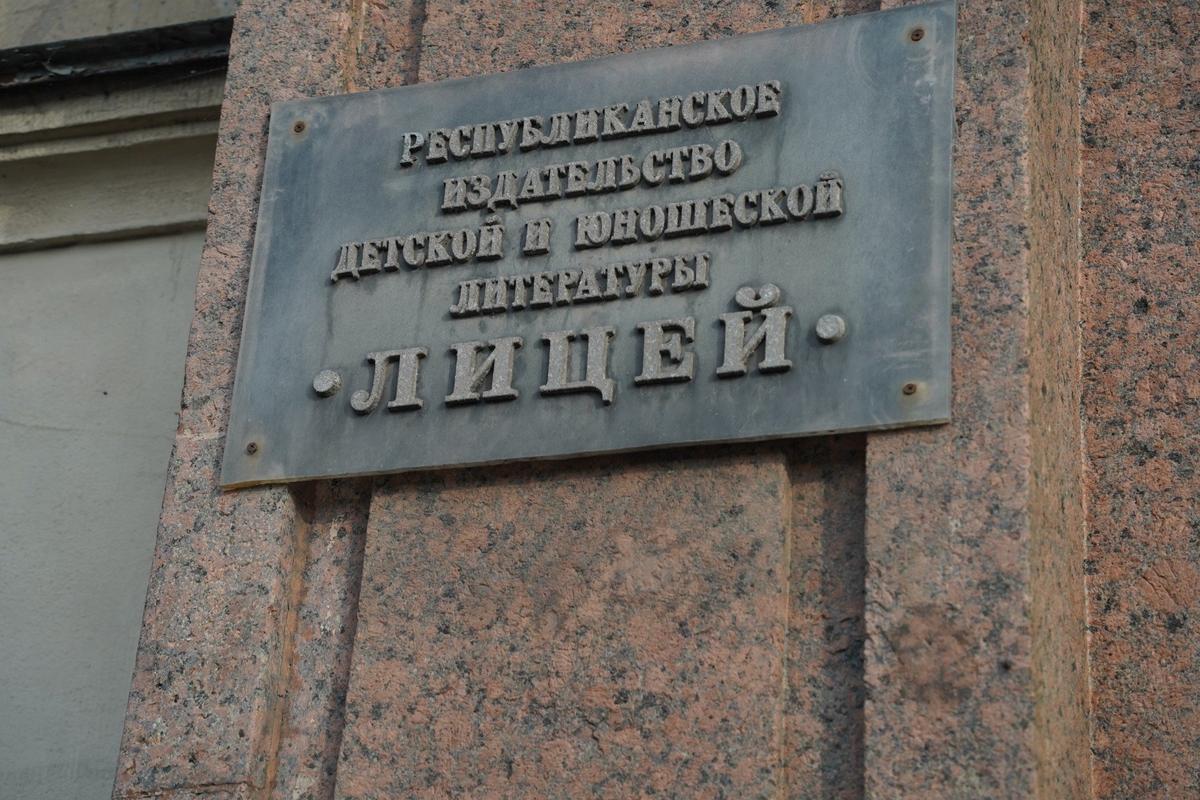 РЕСПУБЛИКАНСКОЕ
ИЗДАТЕЛЬСТВО
ДЕТСКОЙ И ЮНОШЕСКОЙ
ЛИТЕРАТУРЫ
• ЛИЦЕЙ •